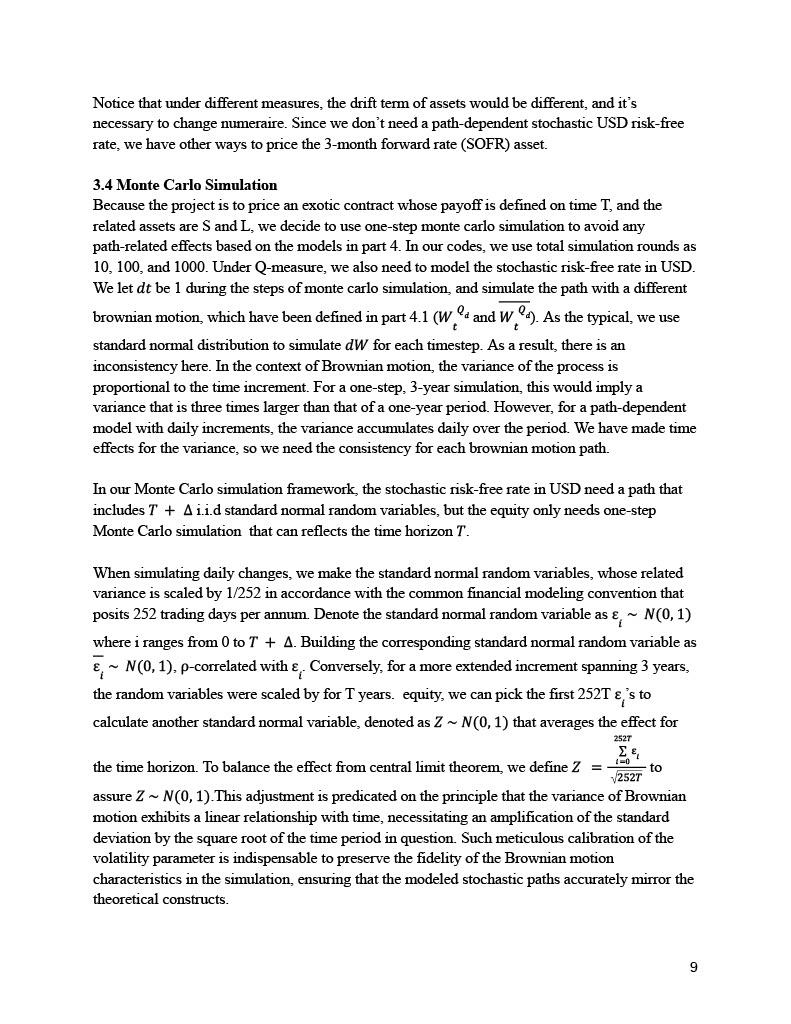 Notice that under different measures, the drift term of assets would be different, and it's
necessary to change numeraire. Since we don't need a path-dependent stochastic USD risk-free
rate, we have other ways to price the 3-month forward rate (SOFR) asset.
3.4 Monte Carlo Simulation
Because the project is to price an exotic contract whose payoff is defined on time T, and the
related assets are S and L, we decide to use one-step monte carlo simulation to avoid any
path-related effects based on the models in part 4. In our codes, we use total simulation rounds as
10, 100, and 1000. Under Q-measure, we also need to model the stochastic risk-free rate in USD.
We let dt be 1 during the steps of monte carlo simulation, and simulate the path with a different
brownian motion, which have been defined in part 4.1 (W_t^{Q_d} and \overline{W_t^{Q_d}}). As the typical, we use
standard normal distribution to simulate dW for each timestep. As a result, there is an
inconsistency here. In the context of Brownian motion, the variance of the process is
proportional to the time increment. For a one-step, 3-year simulation, this would imply a
variance that is three times larger than that of a one-year period. However, for a path-dependent
model with daily increments, the variance accumulates daily over the period. We have made time
effects for the variance, so we need the consistency for each brownian motion path.
In our Monte Carlo simulation framework, the stochastic risk-free rate in USD need a path that
includes T + Δ i.i.d standard normal random variables, but the equity only needs one-step
Monte Carlo simulation that can reflects the time horizon T.
When simulating daily changes, we make the standard normal random variables, whose related
variance is scaled by 1/252 in accordance with the common financial modeling convention that
posits 252 trading days per annum. Denote the standard normal random variable as ε_i ~ N(0, 1)
where i ranges from 0 to T + Δ. Building the corresponding standard normal random variable as
\overline{ε}_i ~ N(0, 1), ρ-correlated with ε_i. Conversely, for a more extended increment spanning 3 years,
the random variables were scaled by for T years. equity, we can pick the first 252T ε_i's to
calculate another standard normal variable, denoted as Z ~ N(0, 1) that averages the effect for
the time horizon. To balance the effect from central limit theorem, we define Z = \frac{\sum_{i=0}^{252T} ε_i}{\sqrt{252T}} to
assure Z ~ N(0, 1).This adjustment is predicated on the principle that the variance of Brownian
motion exhibits a linear relationship with time, necessitating an amplification of the standard
deviation by the square root of the time period in question. Such meticulous calibration of the
volatility parameter is indispensable to preserve the fidelity of the Brownian motion
characteristics in the simulation, ensuring that the modeled stochastic paths accurately mirror the
theoretical constructs.
9